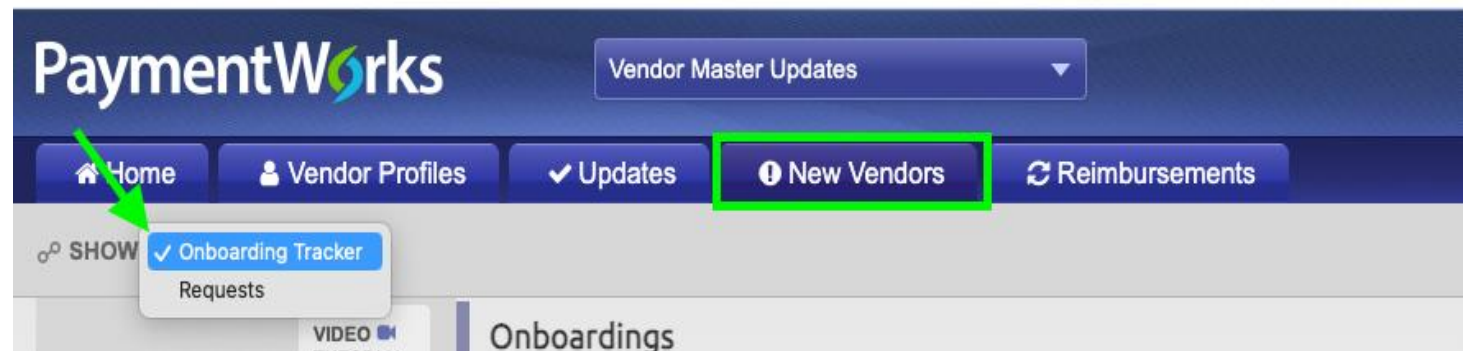 PaymentWorks
Vendor Master Updates
Home
Vendor Profiles
Updates
New Vendors
Reimbursements
SHOW
Onboarding Tracker
Requests
VIDEO
Onboardings